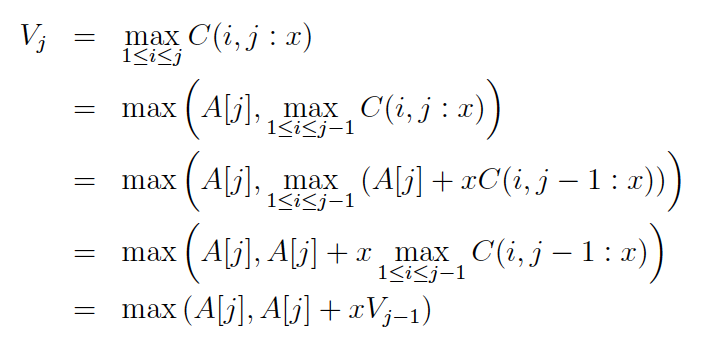 V_j = max_{1≤i≤j} C(i, j : x)
= max(A[j], max_{1≤i≤j−1} C(i, j : x))
= max(A[j], max_{1≤i≤j−1} (A[j] + xC(i, j − 1 : x)))
= max(A[j], A[j] + x max_{1≤i≤j−1} C(i, j − 1 : x))
= max(A[j], A[j] + xV_{j−1})